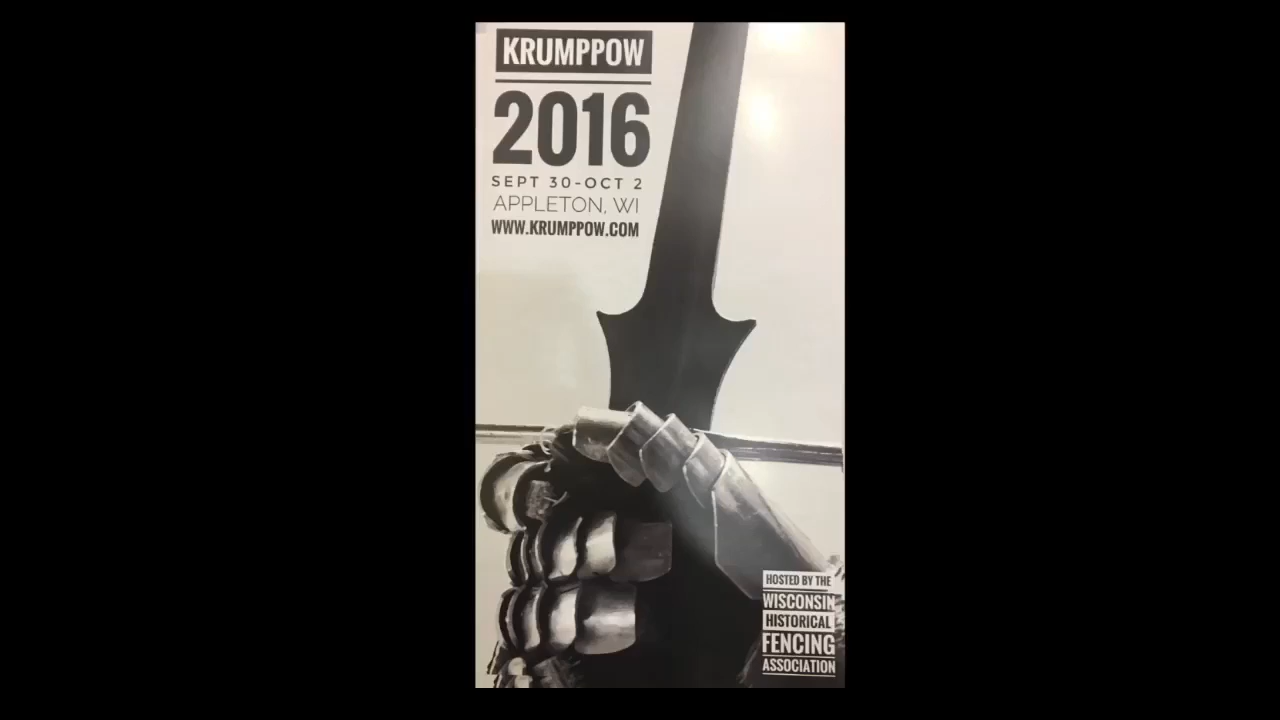 KRUMPPOW
2016
SEPT 30-OCT 2
APPLETON, WI
WWW.KRUMPPOW.COM
HOSTED BY THE
WISCONSIN
HISTORICAL
FENCING
ASSOCIATION